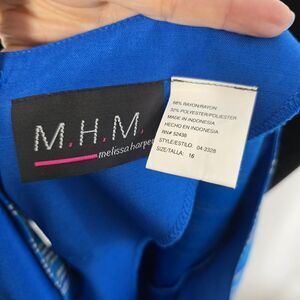 M.H.M.
melissa harper
68% RAYON/RAYON
32% POLYESTER/POLIESTER
MADE IN INDONESIA
HECHO EN INDONESIA
RN# 52438
STYLE/ESTILO: 04-3328
SIZE/TALLA: 16